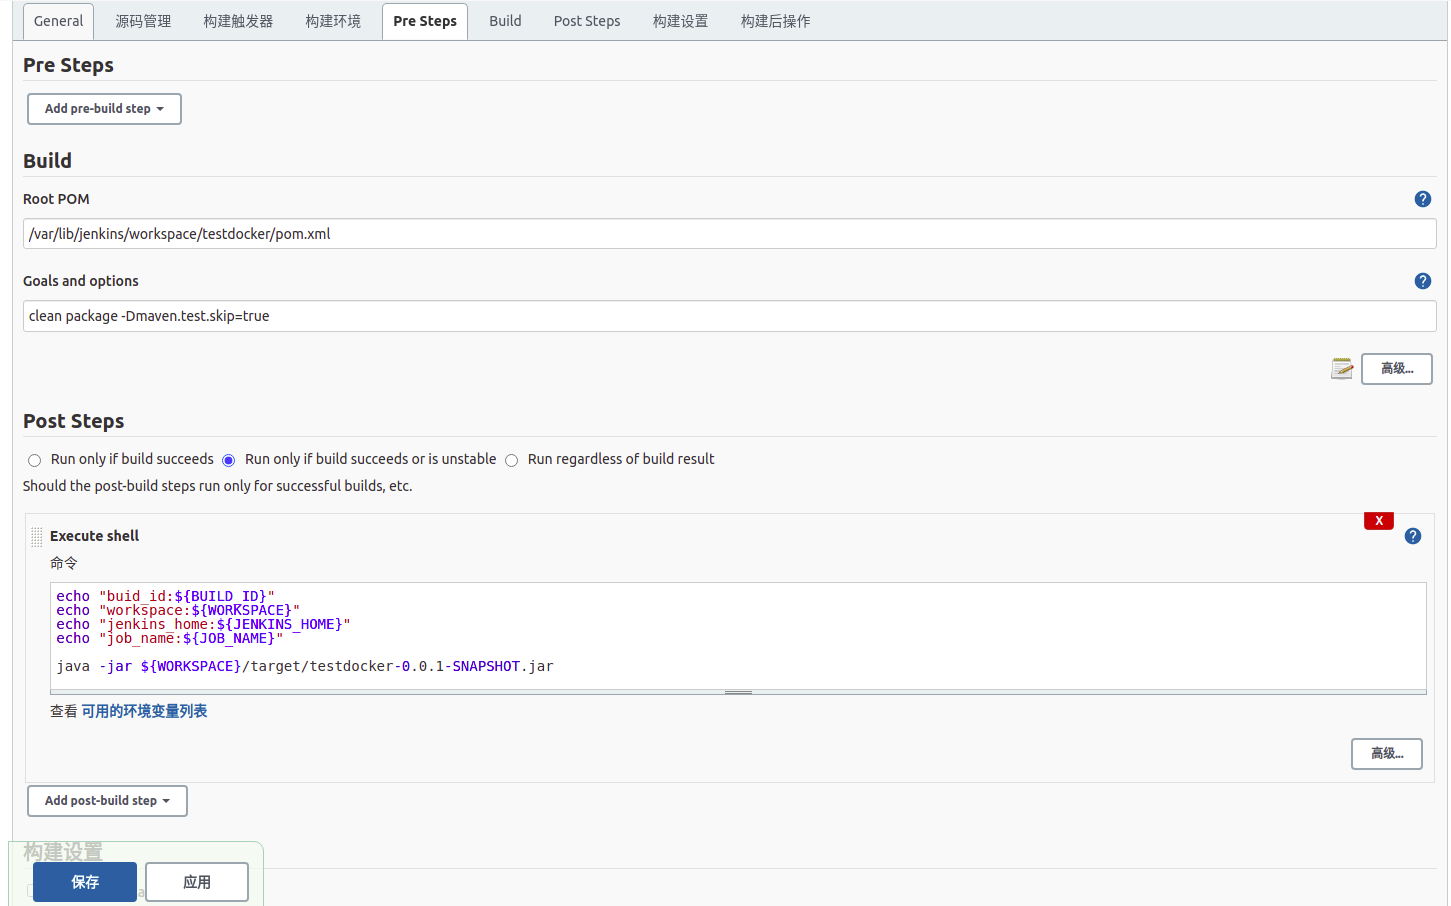 General 源码管理 构建触发器 构建环境 Pre Steps Build Post Steps 构建设置 构建后操作
Pre Steps
Add pre-build step
Build
Root POM
/var/lib/jenkins/workspace/testdocker/pom.xml
Goals and options
clean package -Dmaven.test.skip=true
高级...
Post Steps
Run only if build succeeds Run only if build succeeds or is unstable Run regardless of build result
Should the post-build steps run only for successful builds, etc.
X
Execute shell
命令
echo "buid_id:${BUILD_ID}"
echo "workspace:${WORKSPACE}"
echo "jenkins_home:${JENKINS_HOME}"
echo "job_name:${JOB_NAME}"
java -jar ${WORKSPACE}/target/testdocker-0.0.1-SNAPSHOT.jar
查看 可用的环境变量列表
高级...
Add post-build step
构建设置
保存 应用